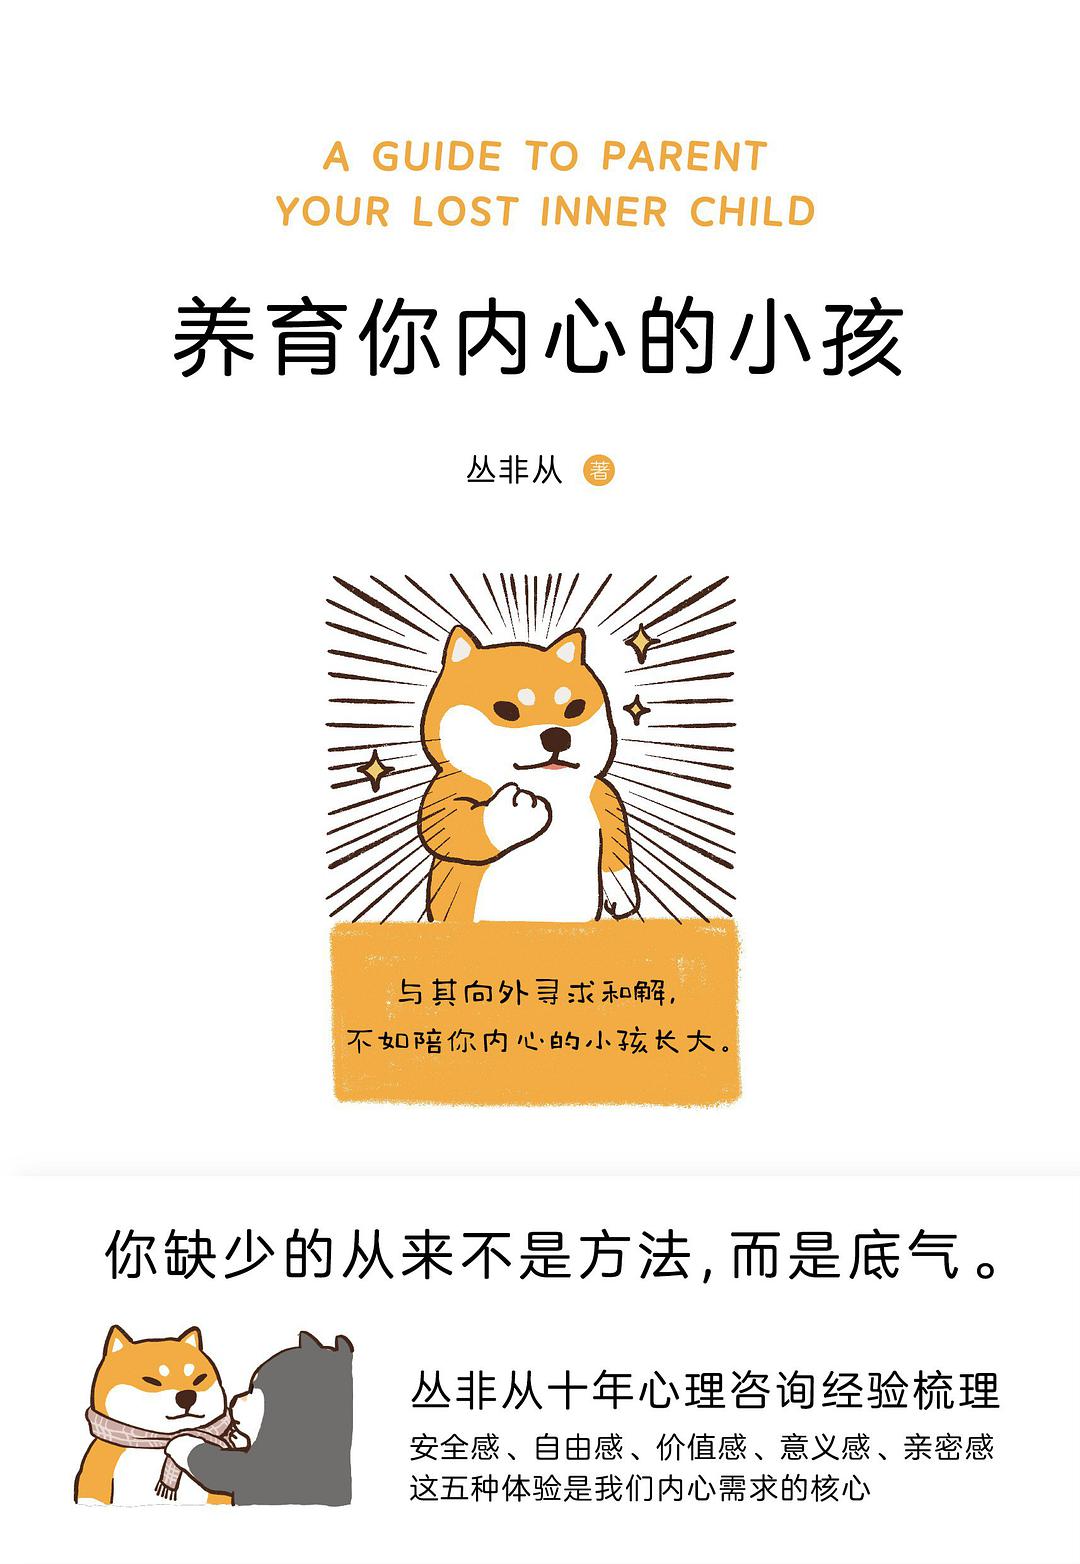 A GUIDE TO PARENT
YOUR LOST INNER CHILD
养育你内心的小孩
丛非从 著
与其向外寻求和解,
不如陪你内心的小孩长大。
你缺少的从来不是方法,而是底气。
丛非从十年心理咨询经验梳理
安全感、自由感、价值感、意义感、亲密感
这五种体验是我们内心需求的核心